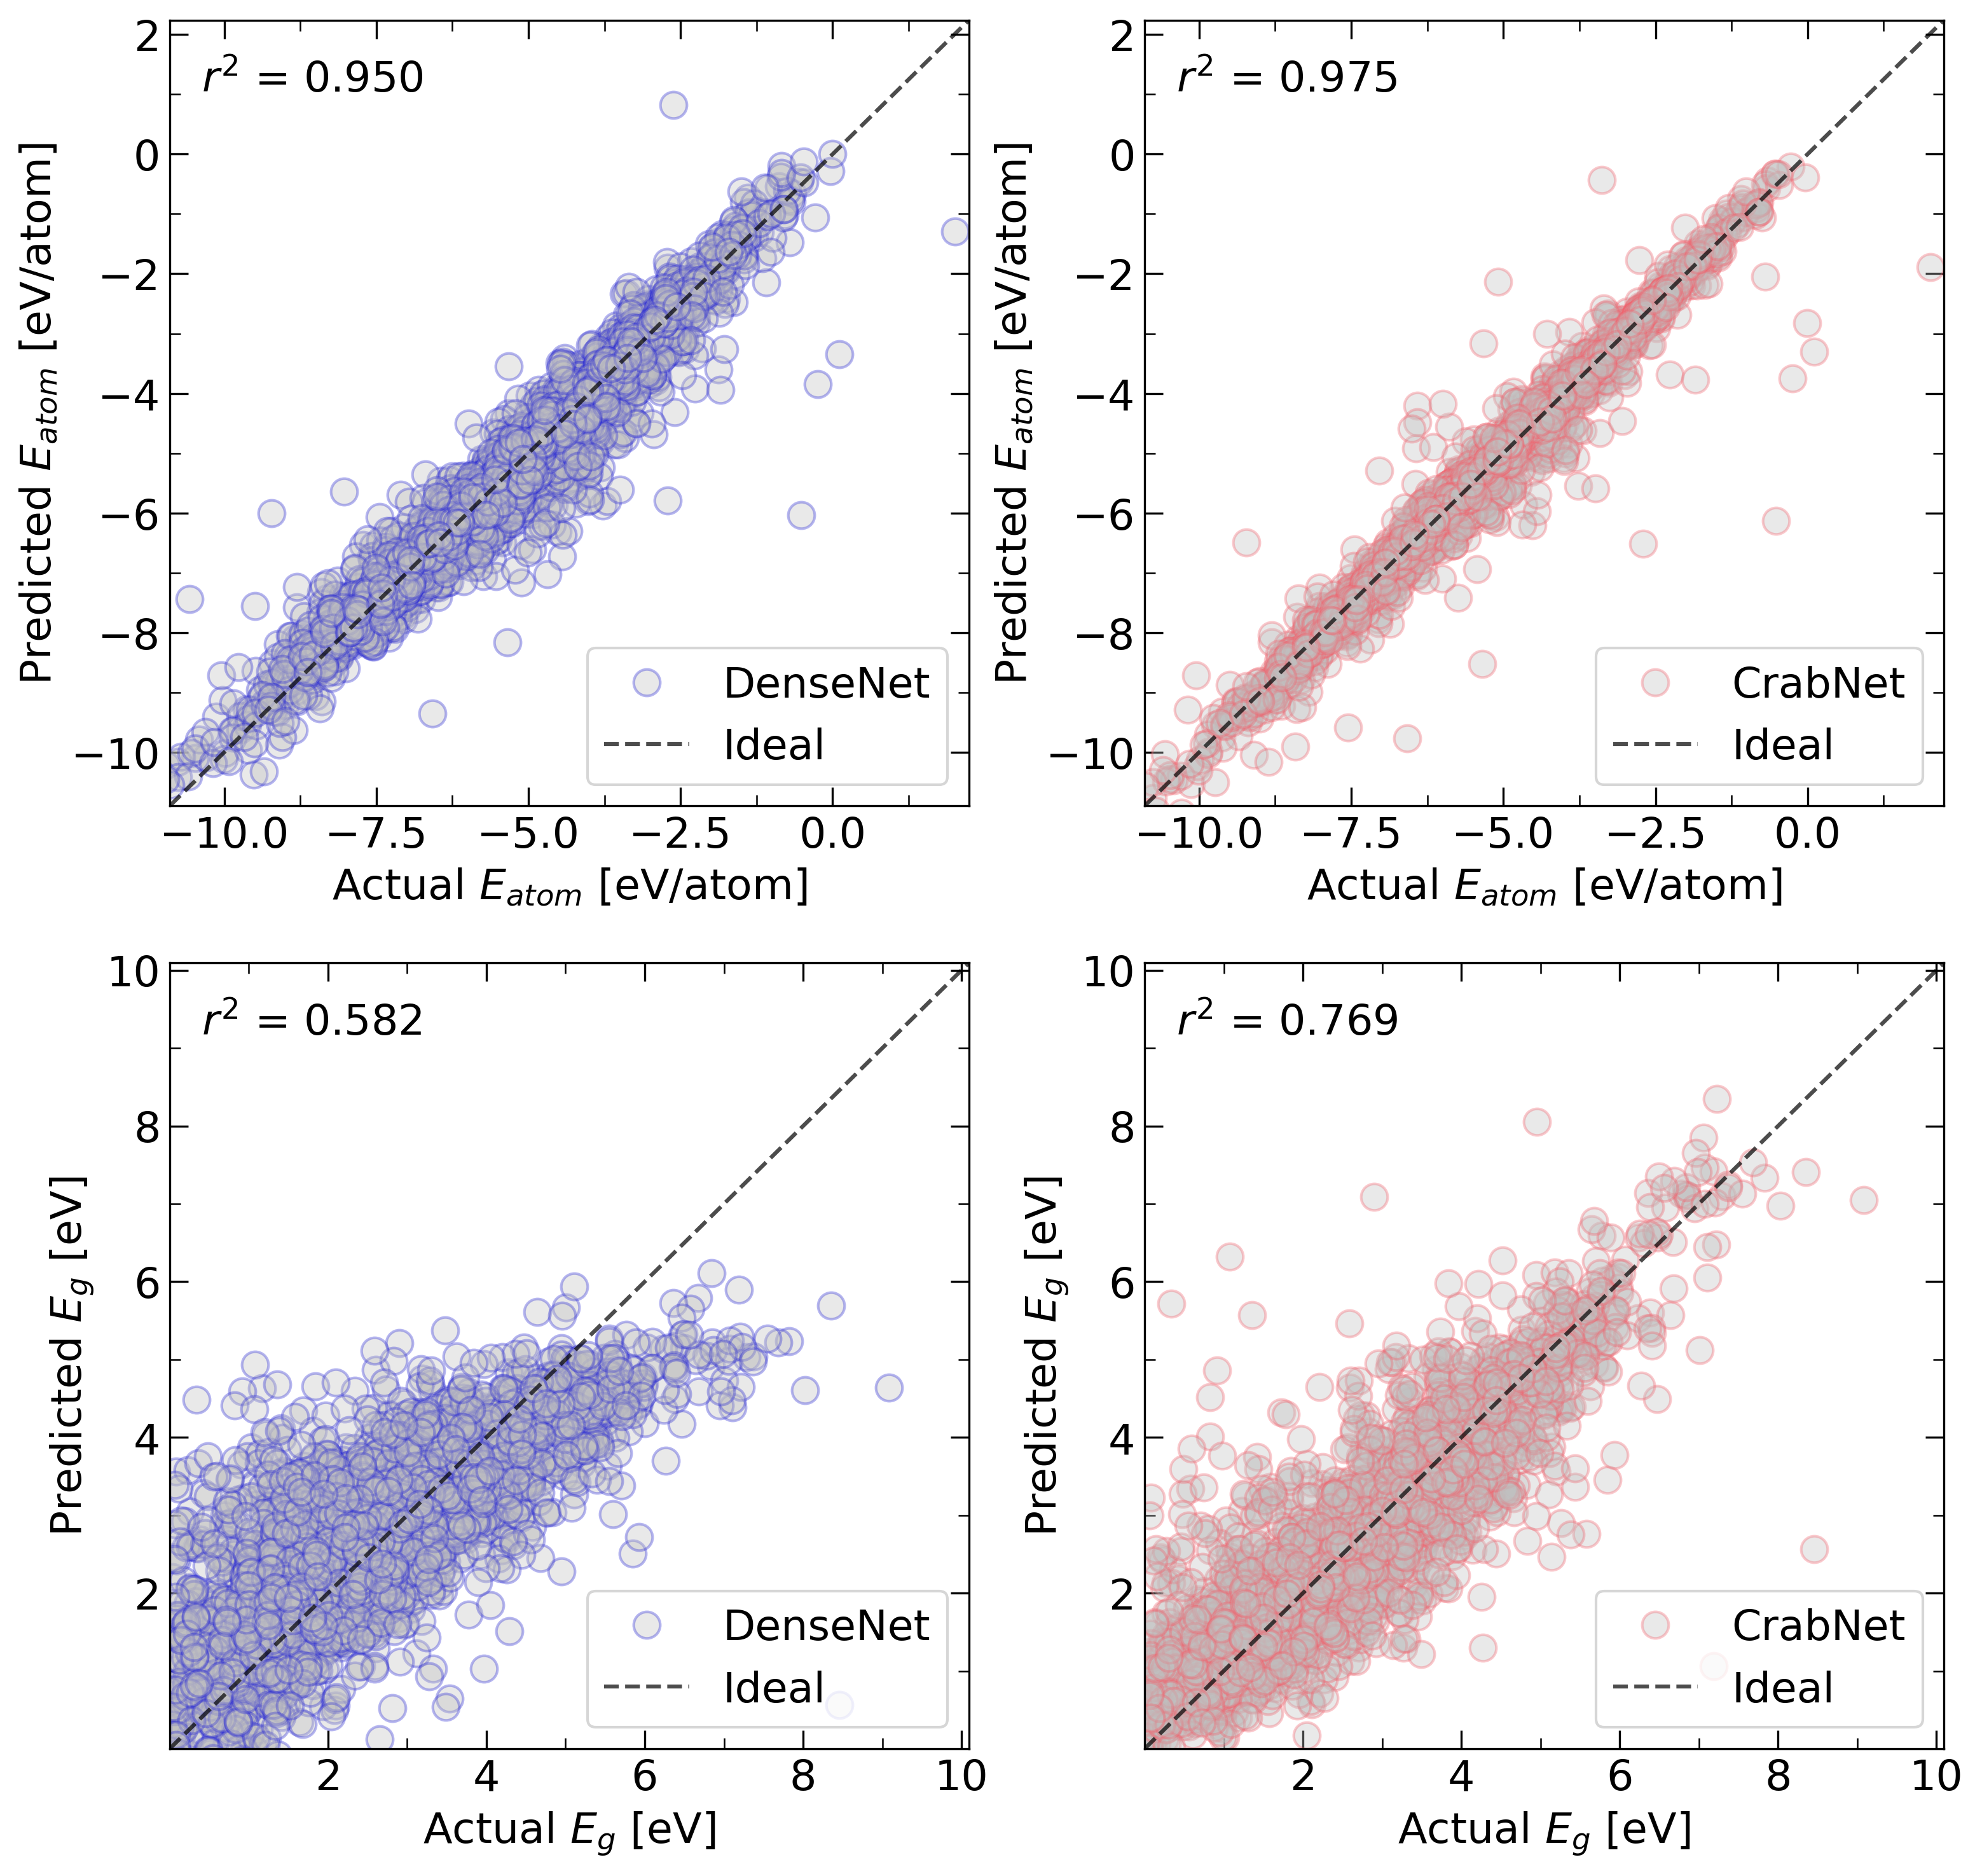 r² = 0.950
2
0
−2
−4
−6
−8
−10
Predicted E_atom [eV/atom]
DenseNet
Ideal
−10.0 −7.5 −5.0 −2.5 0.0
Actual E_atom [eV/atom]
r² = 0.975
2
0
−2
−4
−6
−8
−10
Predicted E_atom [eV/atom]
CrabNet
Ideal
−10.0 −7.5 −5.0 −2.5 0.0
Actual E_atom [eV/atom]
r² = 0.582
10
8
6
4
2
Predicted E_g [eV]
DenseNet
Ideal
2 4 6 8 10
Actual E_g [eV]
r² = 0.769
10
8
6
4
2
Predicted E_g [eV]
CrabNet
Ideal
2 4 6 8 10
Actual E_g [eV]